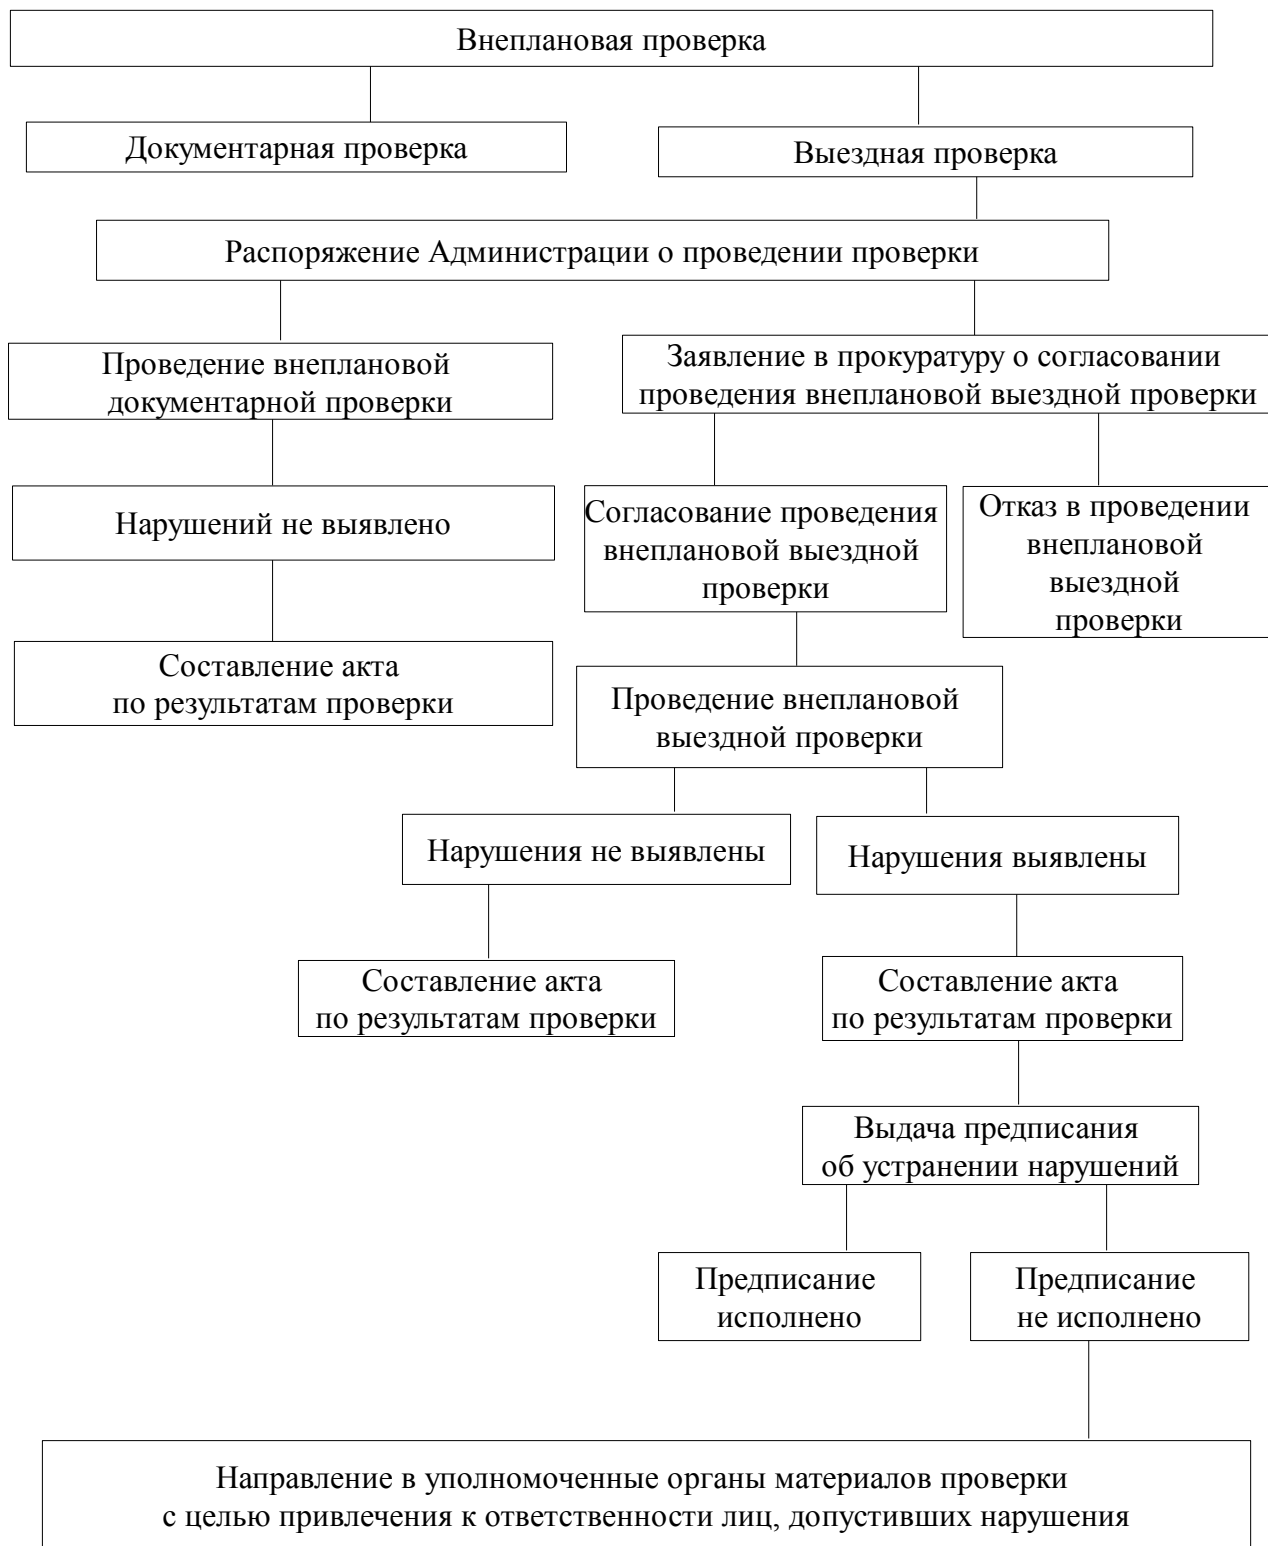 Внеплановая проверка
Документарная проверка
Выездная проверка
Распоряжение Администрации о проведении проверки
Проведение внеплановой
документарной проверки
Заявление в прокуратуру о согласовании
проведения внеплановой выездной проверки
Нарушений не выявлено
Согласование проведения
внеплановой выездной
проверки
Отказ в проведении
внеплановой
выездной
проверки
Составление акта
по результатам проверки
Проведение внеплановой
выездной проверки
Нарушения не выявлены
Нарушения выявлены
Составление акта
по результатам проверки
Составление акта
по результатам проверки
Выдача предписания
об устранении нарушений
Предписание
исполнено
Предписание
не исполнено
Направление в уполномоченные органы материалов проверки
с целью привлечения к ответственности лиц, допустивших нарушения